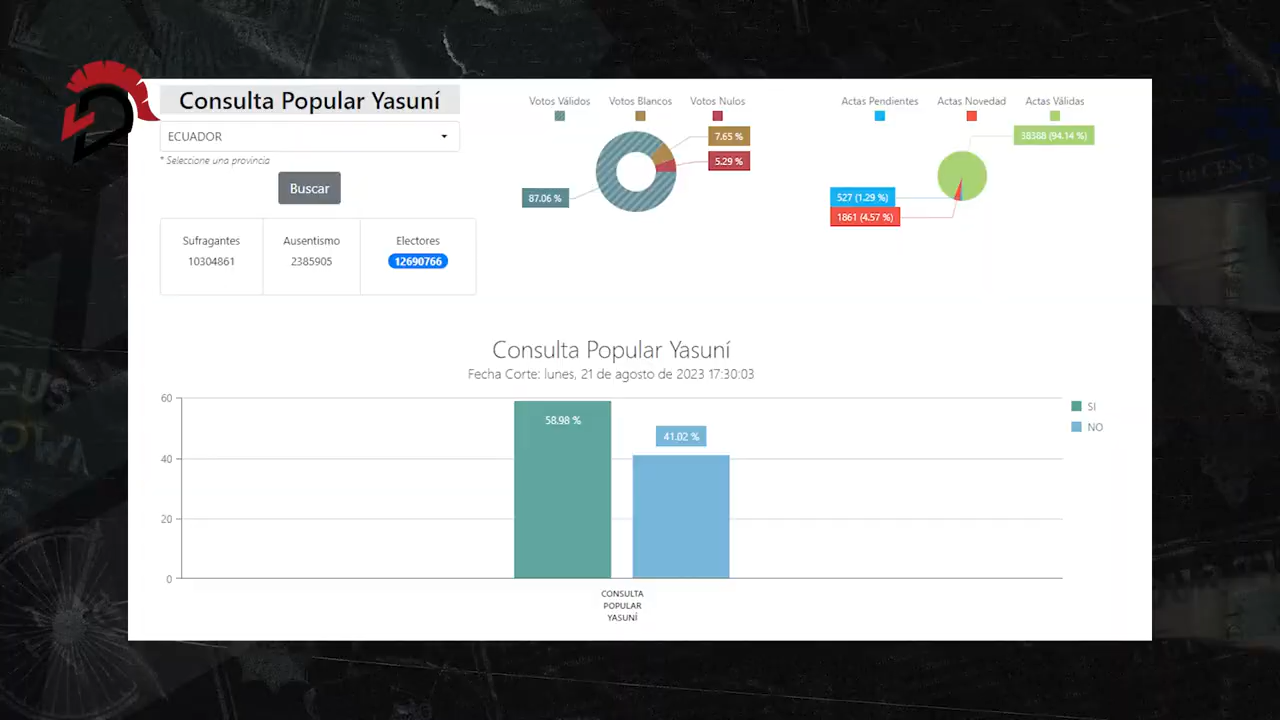 Consulta Popular Yasuní
ECUADOR
* Seleccione una provincia
Buscar
Sufragantes
10304861
Ausentismo
2385905
Electores
12690766
Votos Válidos
Votos Blancos
Votos Nulos
7.65 %
5.29 %
87.06 %
Actas Pendientes
Actas Novedad
Actas Válidas
38388 (94.14 %)
527 (1.29 %)
1861 (4.57 %)
Consulta Popular Yasuní
Fecha Corte: lunes, 21 de agosto de 2023 17:30:03
60
40
20
0
58.98 %
41.02 %
SI
NO
CONSULTA
POPULAR
YASUNÍ